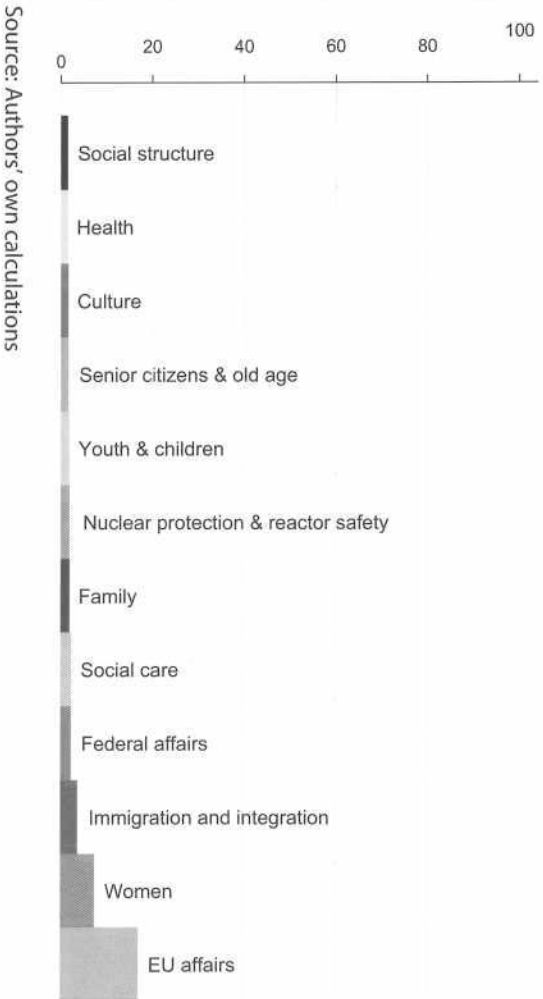 0 20 40 60 80 100
Social structure
Health
Culture
Senior citizens & old age
Youth & children
Nuclear protection & reactor safety
Family
Social care
Federal affairs
Immigration and integration
Women
EU affairs
Source: Authors' own calculations